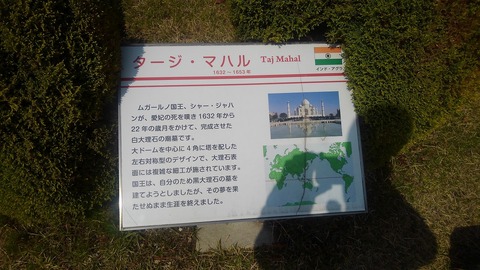 タージ・マハル Taj Mahal
1632～1653年
インド・アグラ
ムガールノ国王、シャー・ジャハ
ンが、愛妃の死を嘆き1632年から
22年の歳月をかけて、完成させた
白大理石の廟墓です。
大ドームを中心に4角に塔を配した
左右対称型のデザインで、大理石表
面には複雑な細工が施されています。
国王は、自分のため黒大理石の墓を
建てようとしましたが、その夢を果
たせぬまま生涯を終えました。